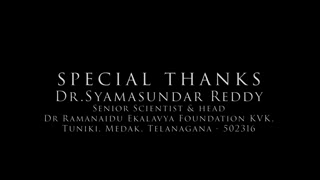 SPECIAL THANKS
DR.SYAMASUNDAR REDDY
SENIOR SCIENTIST & HEAD
DR RAMANAIDU EKALAVYA FOUNDATION KVK,
TUNIKI, MEDAK, TELANAGANA - 502316